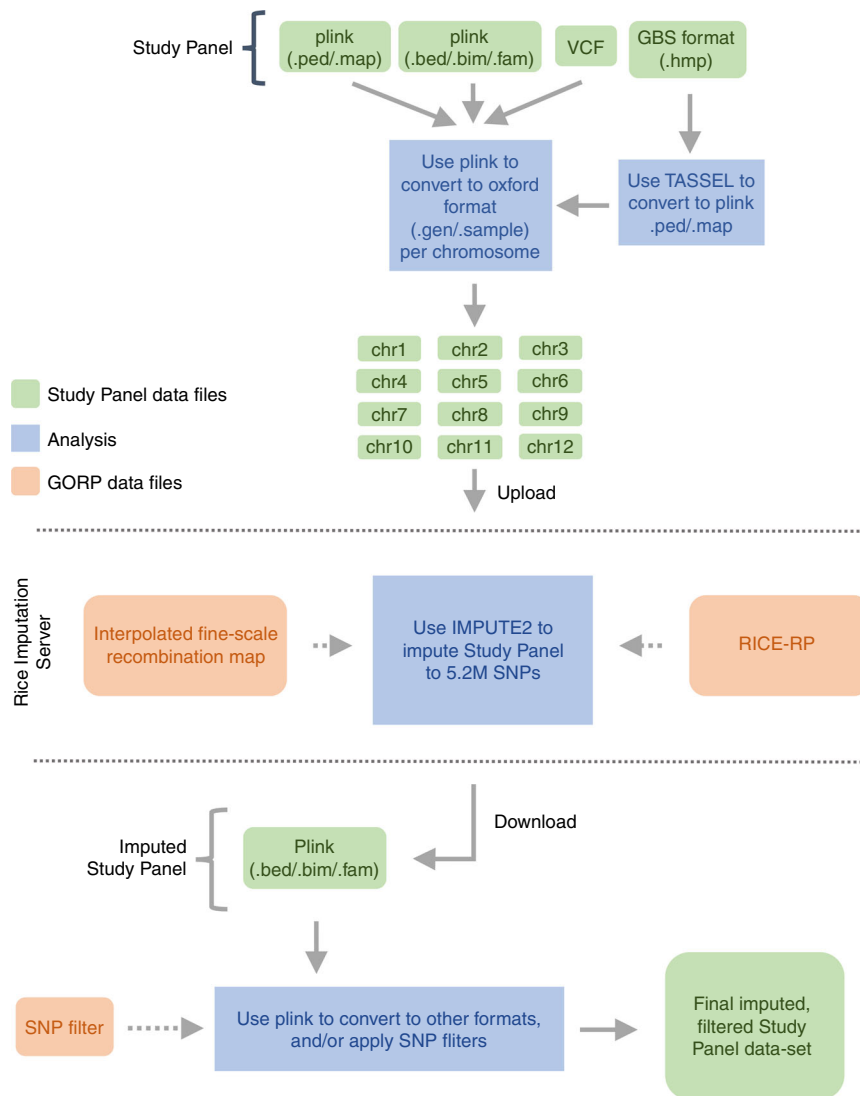 Study Panel
plink
(.ped/.map)
plink
(.bed/.bim/.fam)
VCF
GBS format
(.hmp)
Use plink to
convert to oxford
format
(.gen/.sample)
per chromosome
Use TASSEL to
convert to plink
.ped/.map
chr1 chr2 chr3
chr4 chr5 chr6
chr7 chr8 chr9
chr10 chr11 chr12
Study Panel data files
Analysis
GORP data files
Upload
Rice Imputation
Server
Interpolated fine-scale
recombination map
Use IMPUTE2 to
impute Study Panel
to 5.2M SNPs
RICE-RP
Download
Imputed
Study Panel
Plink
(.bed/.bim/.fam)
SNP filter
Use plink to convert to other formats,
and/or apply SNP fliters
Final imputed,
filtered Study
Panel data-set